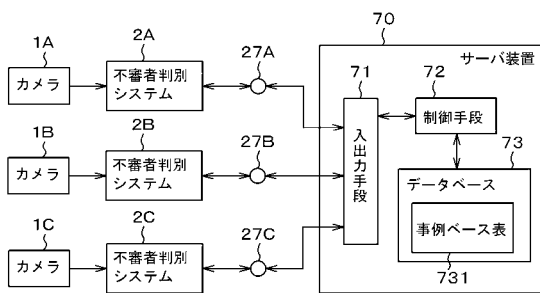 70
1A
2A
27A
サーバ装置
カメラ
不審者判別
システム
71
72
制御手段
1B
2B
27B
入出力手段
73
カメラ
不審者判別
システム
データベース
1C
2C
27C
事例ベース表
カメラ
不審者判別
システム
731